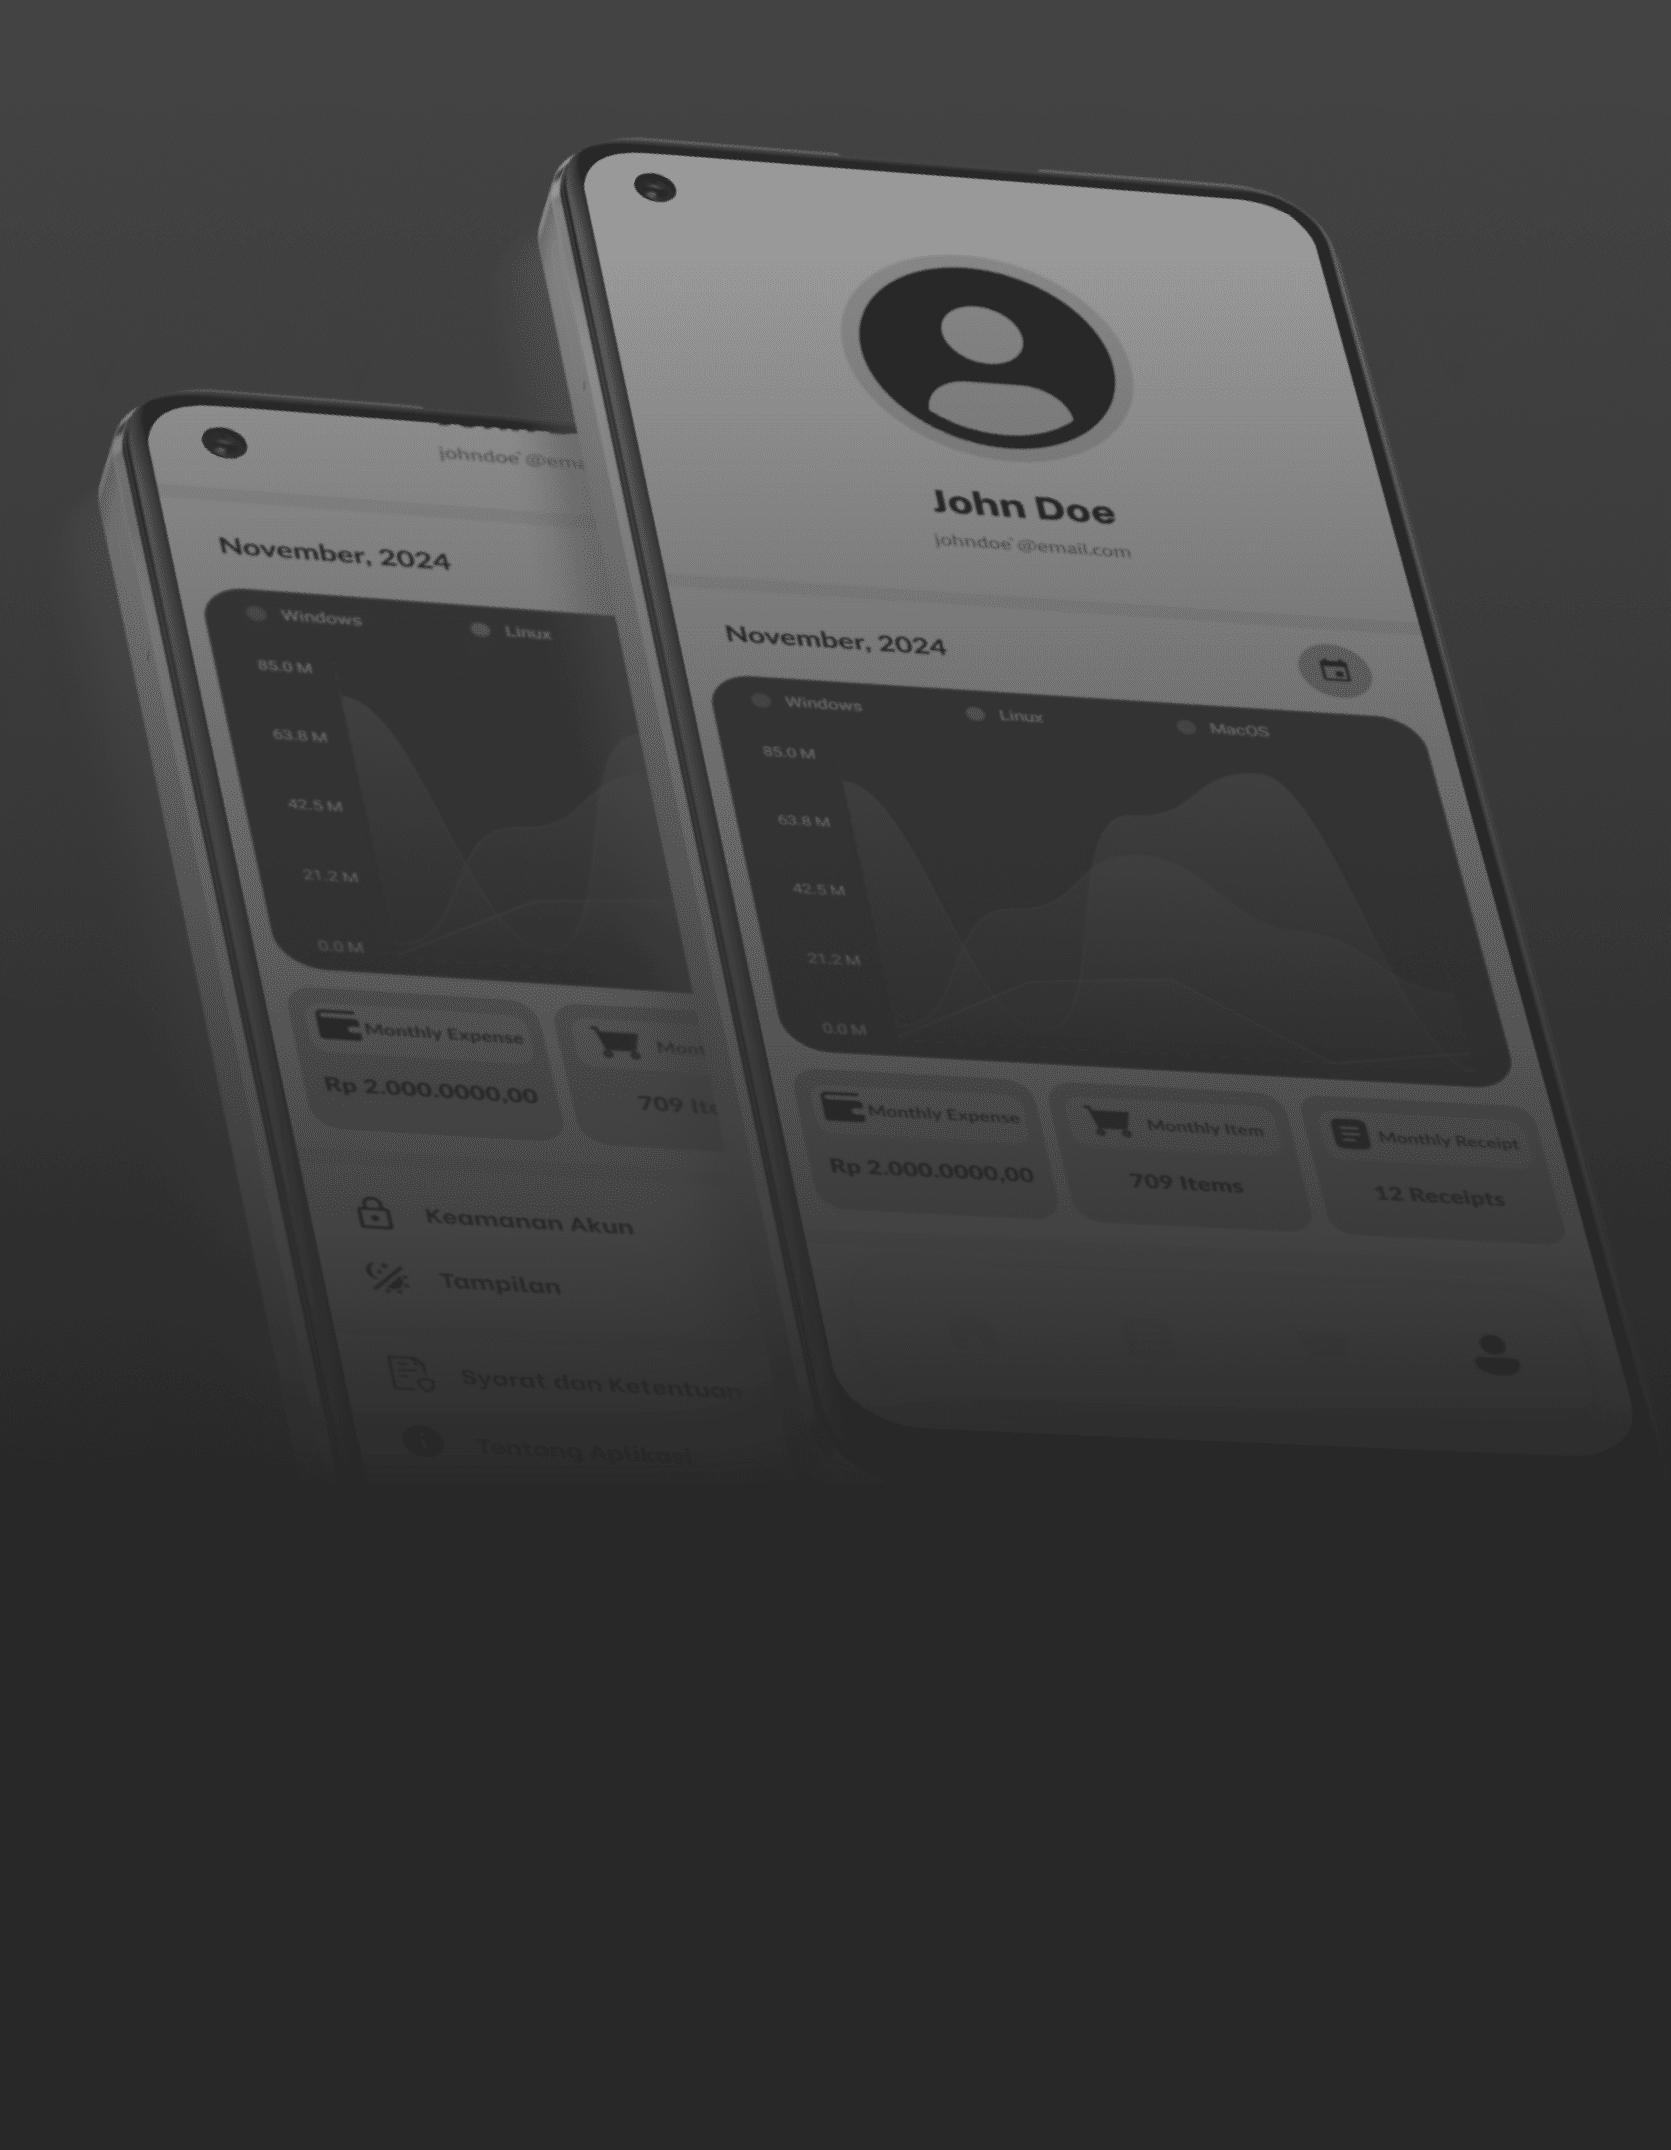 johndoe`@ema
November, 2024
Windows
Linux
85.0 M
63.8 M
42.5 M
21.2 M
0.0 M
Monthly Expense
Mont
Rp 2.000.0000,00
709 Ite
Keamanan Akun
Tampilan
Syarat dan Ketentuan
Tentang Aplikasi
John Doe
johndoe`@email.com
November, 2024
Windows
Linux
MacOS
85.0 M
63.8 M
42.5 M
21.2 M
0.0 M
Monthly Expense
Monthly Item
Monthly Receipt
Rp 2.000.0000,00
709 Items
12 Receipts